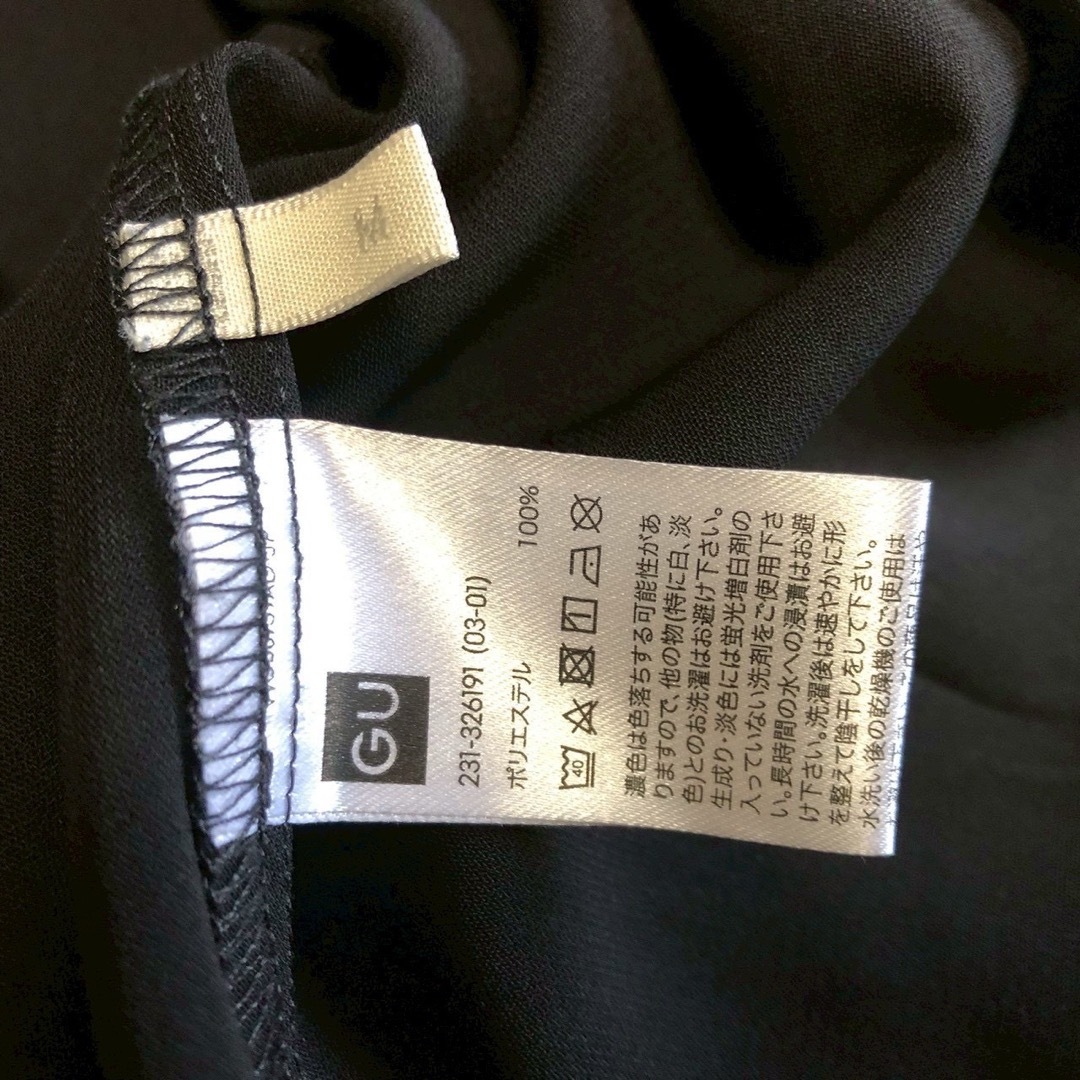 GU
231-326191 (03-01)
ポリエステル 100%
40
濃色は色落ちする可能性があ
りますので、他の物(特に白、淡
色)とのお洗濯はお避け下さい。
生成り・淡色には蛍光増白剤の
入っていない洗剤をご使用下さ
い。長時間の水への浸漬はお避
け下さい。洗濯後は速やかに形
を整えて陰干しをして下さい。
水洗い後の乾燥機のご使用は